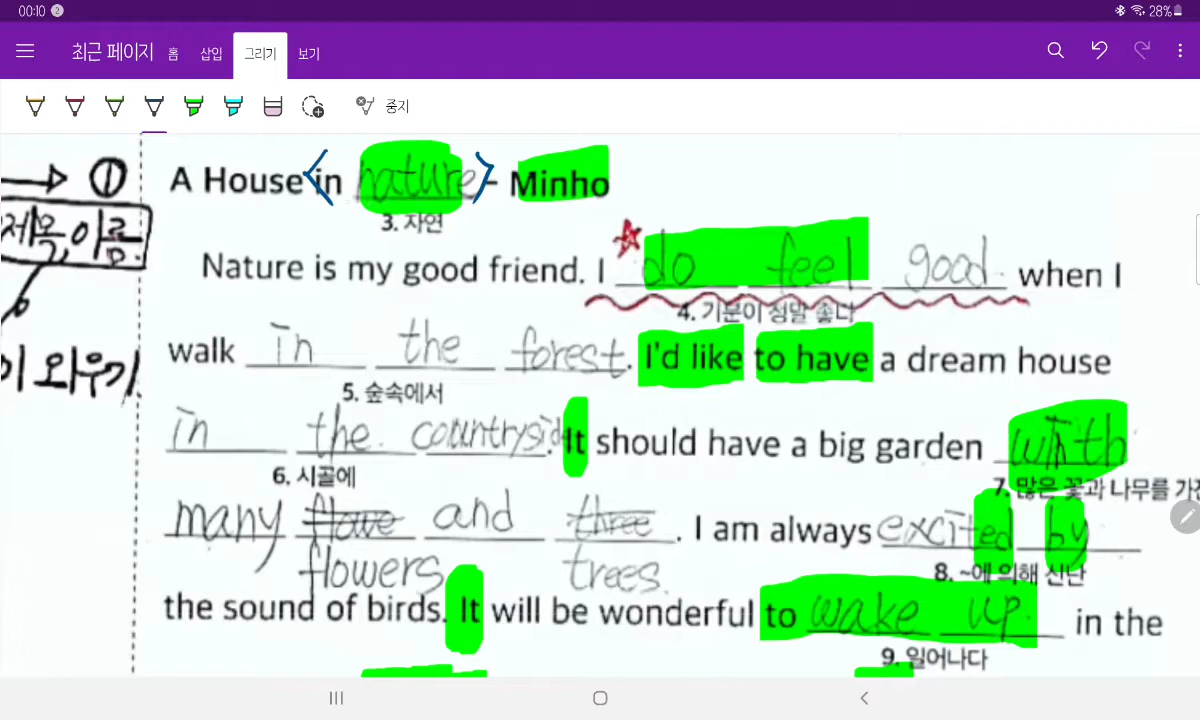 00:10 2 28%
최근 페이지 홈 삽입 그리기 보기
중지
① A House <in nature> - Minho
제목, 이름
3. 자연
Nature is my good friend. I do feel good when I
4. 기분이 정말 좋다
walk in the forest. I'd like to have a dream house
이 외우기
5. 숲속에서
in the countrysid. It should have a big garden with
6. 시골에
7. 많은 꽃과 나무를 가진
many flowe and three. I am always excited by
flowers trees.
8. ~에 의해 신난
the sound of birds. It will be wonderful to wake up in the
9. 일어나다